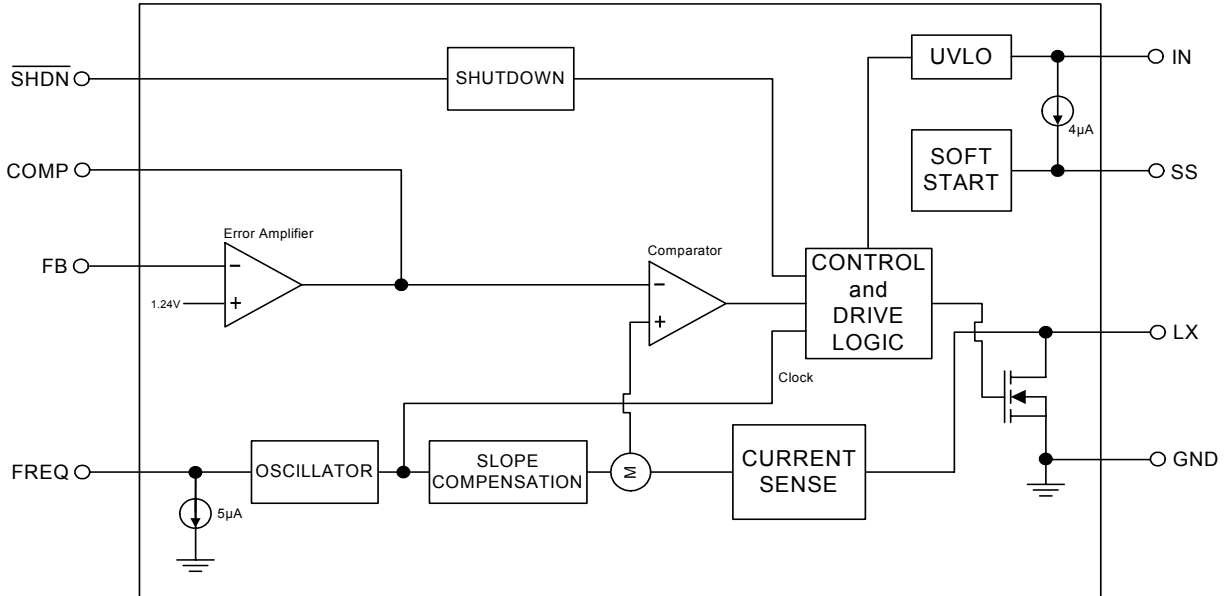 SHDN
SHUTDOWN
UVLO
IN
4µA
COMP
SOFT
START
SS
Error Amplifier
FB
−
1.24V
+
Comparator
−
+
CONTROL
and
DRIVE
LOGIC
LX
Clock
FREQ
OSCILLATOR
SLOPE
COMPENSATION
M
CURRENT
SENSE
GND
5µA